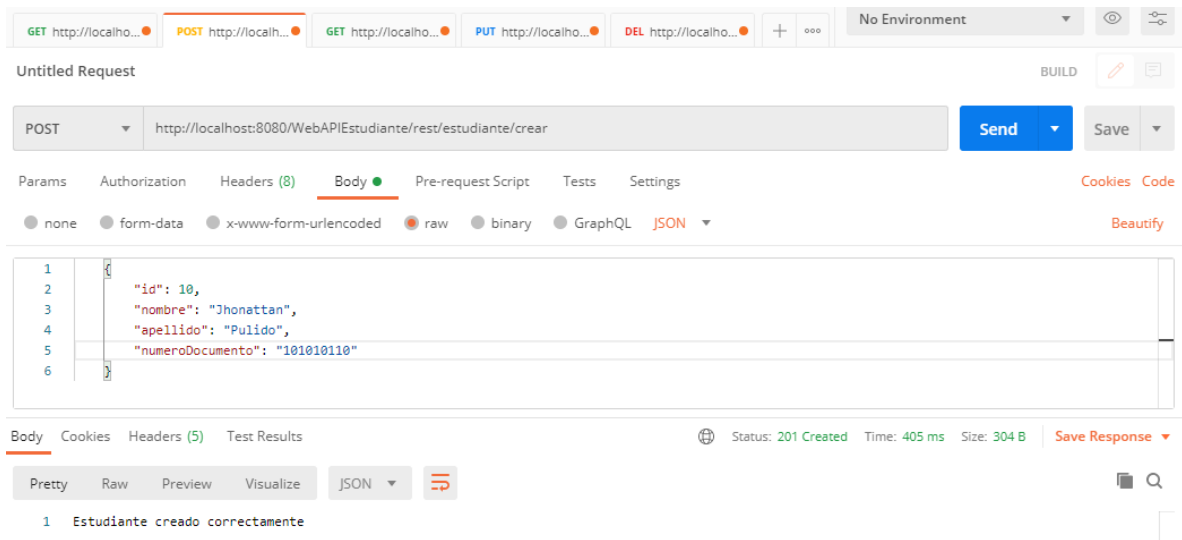 GET http://localho... POST http://localh... GET http://localho... PUT http://localho... DEL http://localho... No Environment
Untitled Request BUILD
POST http://localhost:8080/WebAPIEstudiante/rest/estudiante/crear Send Save
Params Authorization Headers (8) Body Pre-request Script Tests Settings Cookies Code
none form-data x-www-form-urlencoded raw binary GraphQL JSON Beautify
1 {
2 "id": 10,
3 "nombre": "Jhonattan",
4 "apellido": "Pulido",
5 "numeroDocumento": "101010110"
6 }
Body Cookies Headers (5) Test Results Status: 201 Created Time: 405 ms Size: 304 B Save Response
Pretty Raw Preview Visualize JSON
1 Estudiante creado correctamente